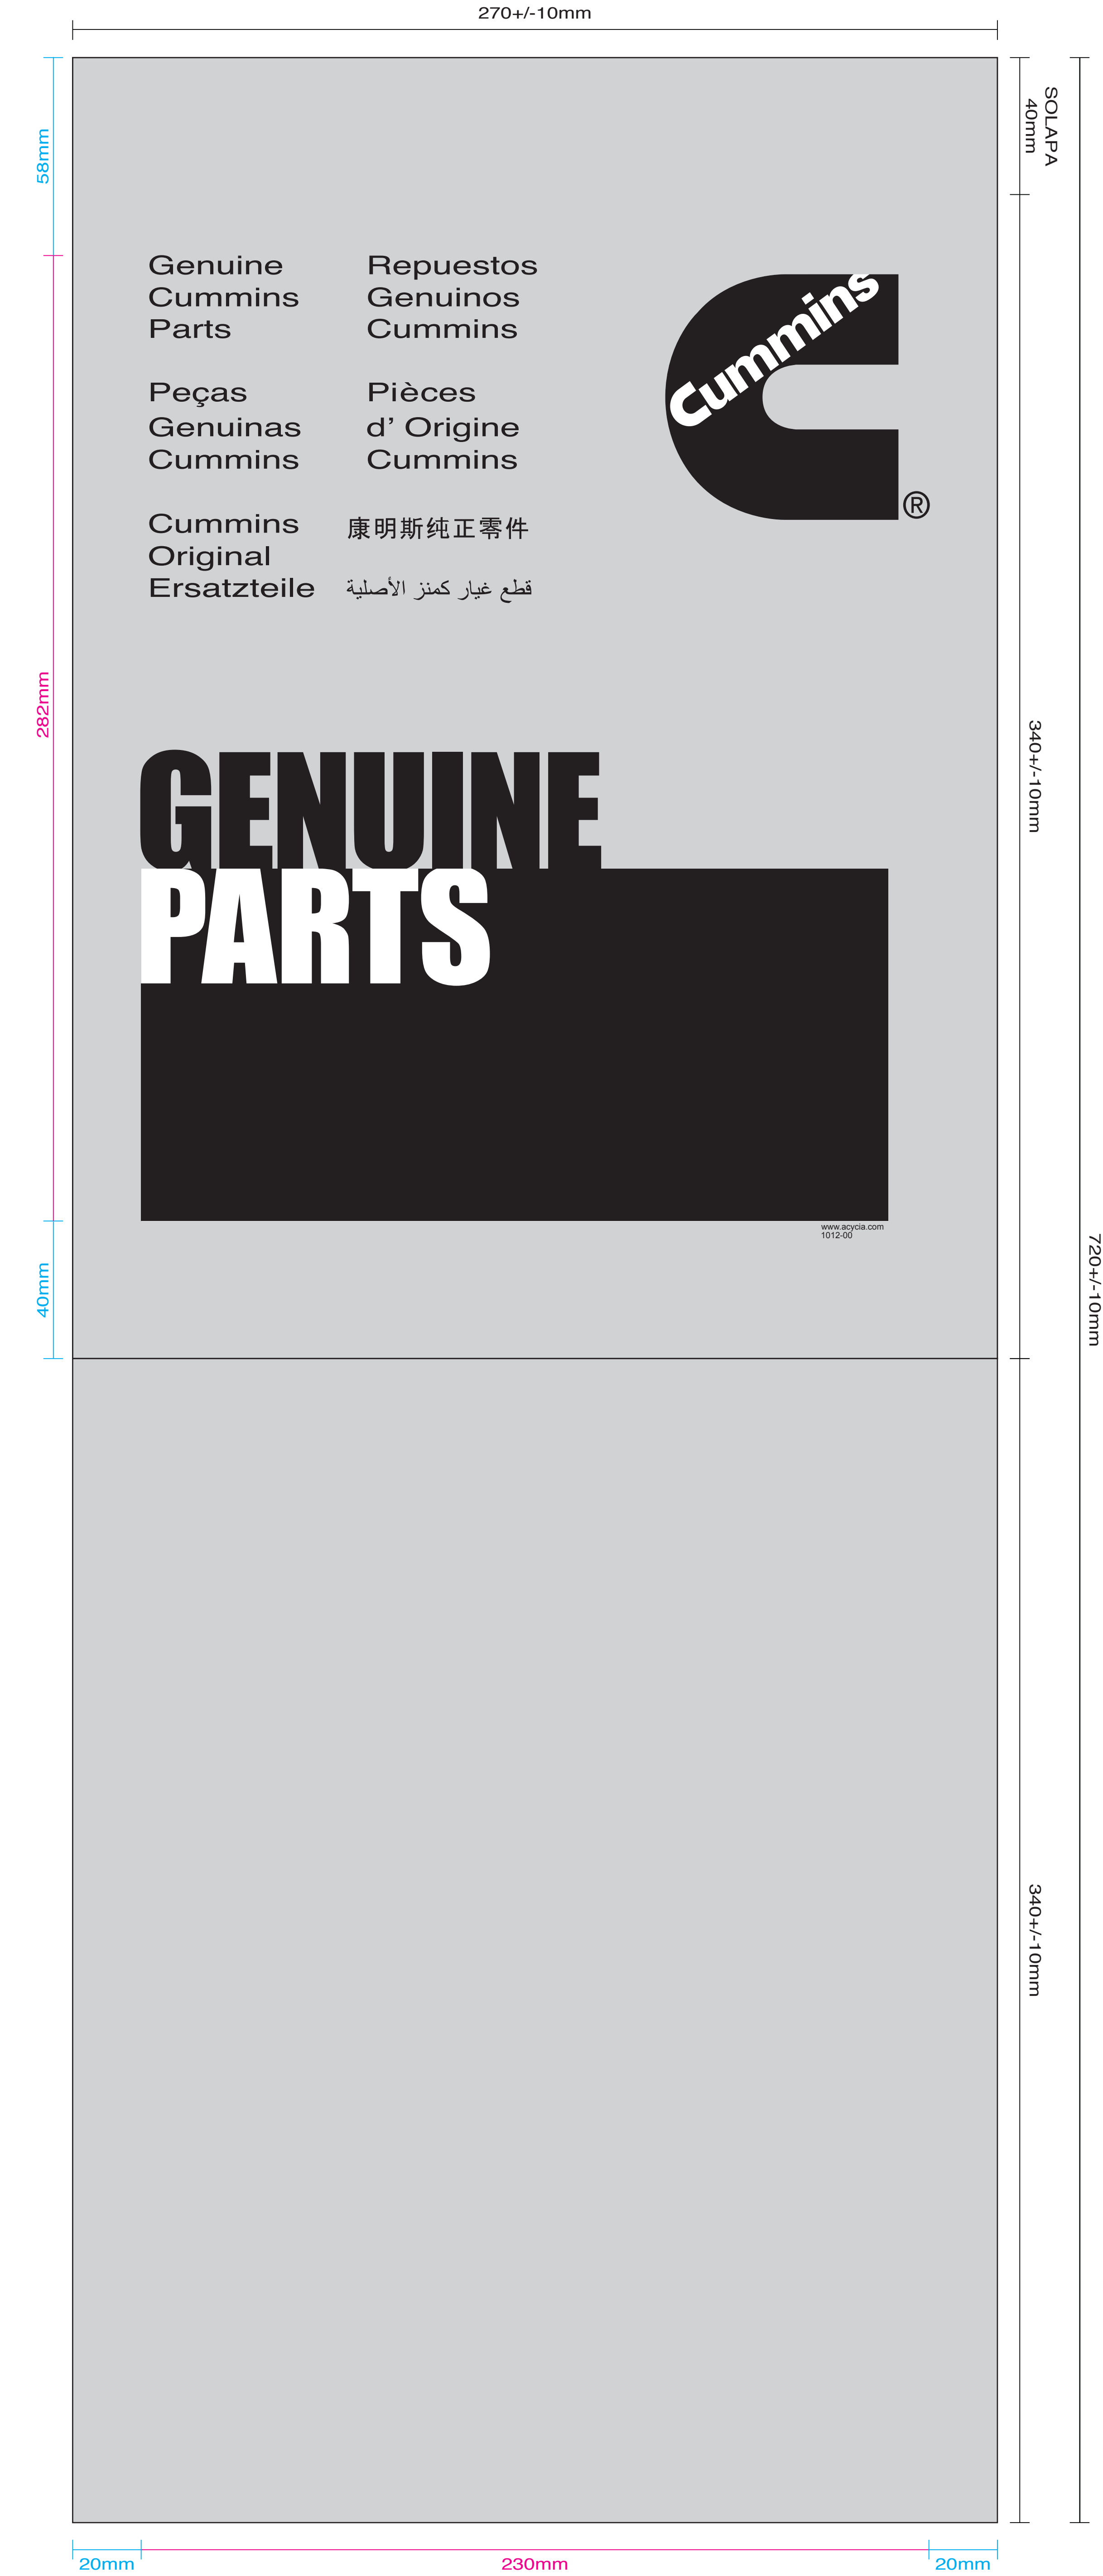 270+/-10mm
58mm
SOLAPA
40mm
Genuine
Cummins
Parts
Repuestos
Genuinos
Cummins
Peças
Genuinas
Cummins
Pièces
d’ Origine
Cummins
Cummins
Original
Ersatzteile
康明斯纯正零件
قطع غيار كمنز الأصلية
Cummins
®
282mm
340+/-10mm
GENUINE
PARTS
www.acycia.com
1012-00
40mm
720+/-10mm
340+/-10mm
20mm
230mm
20mm